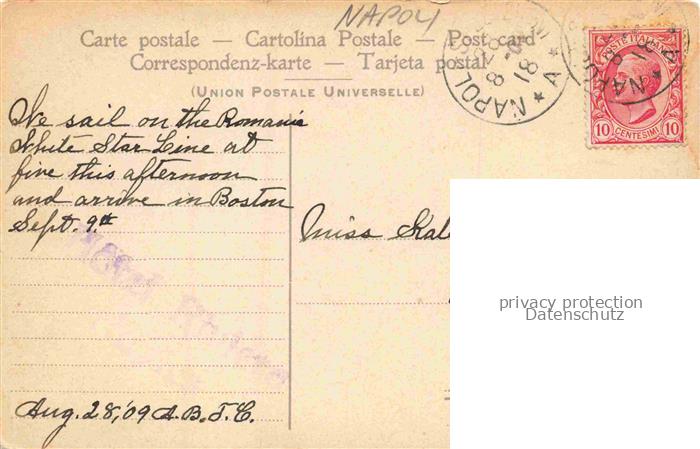 NAPOLI
Carte postale — Cartolina Postale — Post card
Correspondenz-karte — Tarjeta postal
(UNION POSTALE UNIVERSELLE)
NAPOL
POSTE ITALIANE
10 CENTESIMI 10
We sail on the Romanic
White Star Line at
five this afternoon
and arrive in Boston
Sept. 9th
Miss
privacy protection
Datenschutz
Hotel
Aug. 28,'09 A.B.T.C.